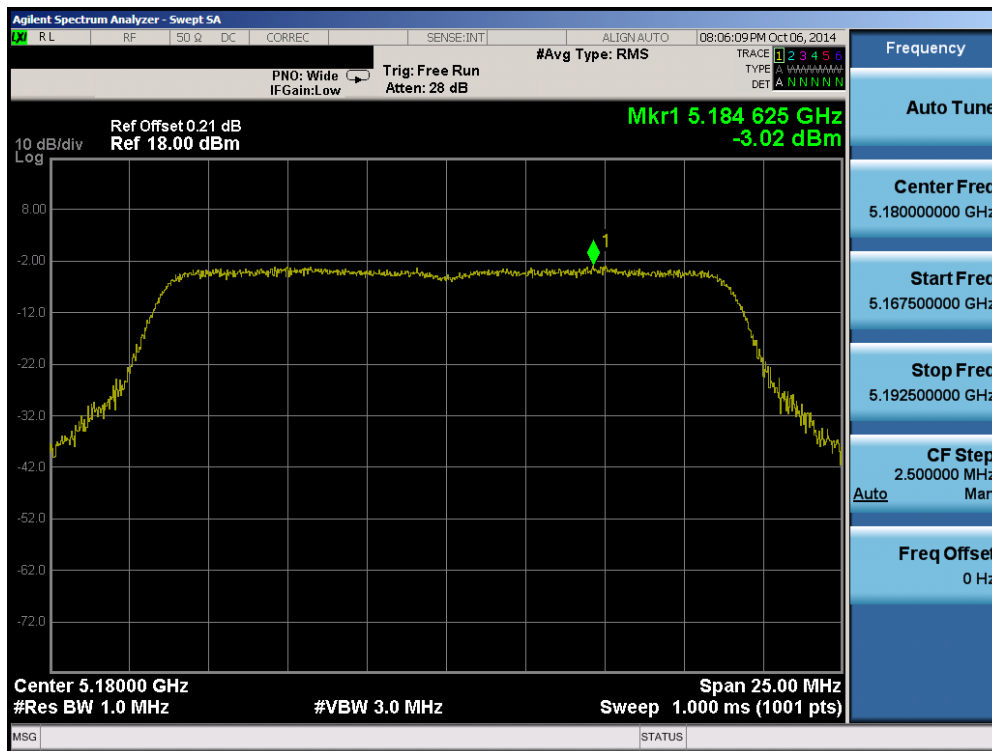 Agilent Spectrum Analyzer - Swept SA
LXI RL RF 50 Ω DC CORREC SENSE:INT ALIGNAUTO 08:06:09 PM Oct 06, 2014
#Avg Type: RMS
TRACE 1 2 3 4 5 6
TYPE A WWWWW
DET A N N N N N
PNO: Wide
IFGain:Low
Trig: Free Run
Atten: 28 dB
Mkr1 5.184 625 GHz
-3.02 dBm
Ref Offset 0.21 dB
Ref 18.00 dBm
10 dB/div
Log
8.00
-2.00
-12.0
-22.0
-32.0
-42.0
-52.0
-62.0
-72.0
1
Center 5.18000 GHz
Span 25.00 MHz
#Res BW 1.0 MHz
#VBW 3.0 MHz
Sweep 1.000 ms (1001 pts)
MSG
STATUS
Frequency
Auto Tune
Center Freq
5.180000000 GHz
Start Freq
5.167500000 GHz
Stop Freq
5.192500000 GHz
CF Step
2.500000 MHz
Auto Man
Freq Offset
0 Hz